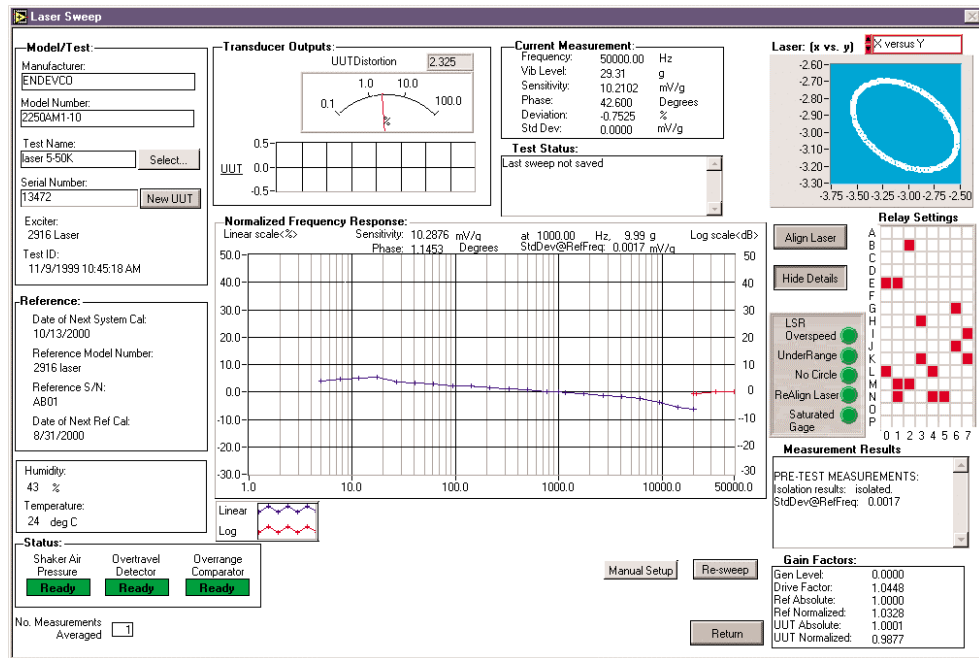 Laser Sweep
Model/Test:
Manufacturer:
ENDEVCO
Model Number:
2250AM1-10
Test Name:
laser 5-50K
Select...
Serial Number:
13472
New UUT
Exciter:
2916 Laser
Test ID:
11/9/1999 10:45:18 AM
Reference:
Date of Next System Cal:
10/13/2000
Reference Model Number:
2916 laser
Reference S/N:
AB01
Date of Next Ref Cal:
8/31/2000
Humidity:
43 %
Temperature:
24 deg C
Status:
Shaker Air Pressure
Overtravel Detector
Overrange Comparator
Ready
Ready
Ready
No. Measurements Averaged
1
Transducer Outputs:
UUTDistortion 2.325
0.1 1.0 10.0 100.0
%
UUT
0.5
0.0
-0.5
Current Measurement:
Frequency: 50000.00 Hz
Vib Level: 29.31 g
Sensitivity: 10.2102 mV/g
Phase: 42.600 Degrees
Deviation: -0.7525 %
Std Dev: 0.0000 mV/g
Test Status:
Last sweep not saved
Normalized Frequency Response:
Linear scale<%> Sensitivity: 10.2876 mV/g at 1000.00 Hz, 9.99 g Log scale<dB>
Phase: 1.1453 Degrees StdDev@RefFreq: 0.0017 mV/g
50.0
40.0
30.0
20.0
10.0
0.0
-10.0
-20.0
-30.0
50
40
30
20
10
0
-10
--20
-30
1.0 10.0 100.0 1000.0 10000.0 50000.0
Linear
Log
Manual Setup
Re-sweep
Return
Laser: (x vs. y) X versus Y
-2.60
-2.80
-2.90
-3.00
-3.10
-3.20
-3.30
-3.75 -3.50 -3.25 -3.00 -2.75 -2.50
Align Laser
Hide Details
LSR Overspeed
UnderRange
No Circle
ReAlign Laser
Saturated Gage
Relay Settings
A
B
C
D
E
F
G
H
I
J
K
L
M
N
O
P
0 1 2 3 4 5 6 7
Measurement Results
PRE-TEST MEASUREMENTS:
Isolation results: isolated.
StdDev@RefFreq: 0.0017
Gain Factors:
Gen Level: 0.0000
Drive Factor: 1.0448
Ref Absolute: 1.0000
Ref Normalized: 1.0328
UUT Absolute: 1.0001
UUT Normalized: 0.9877